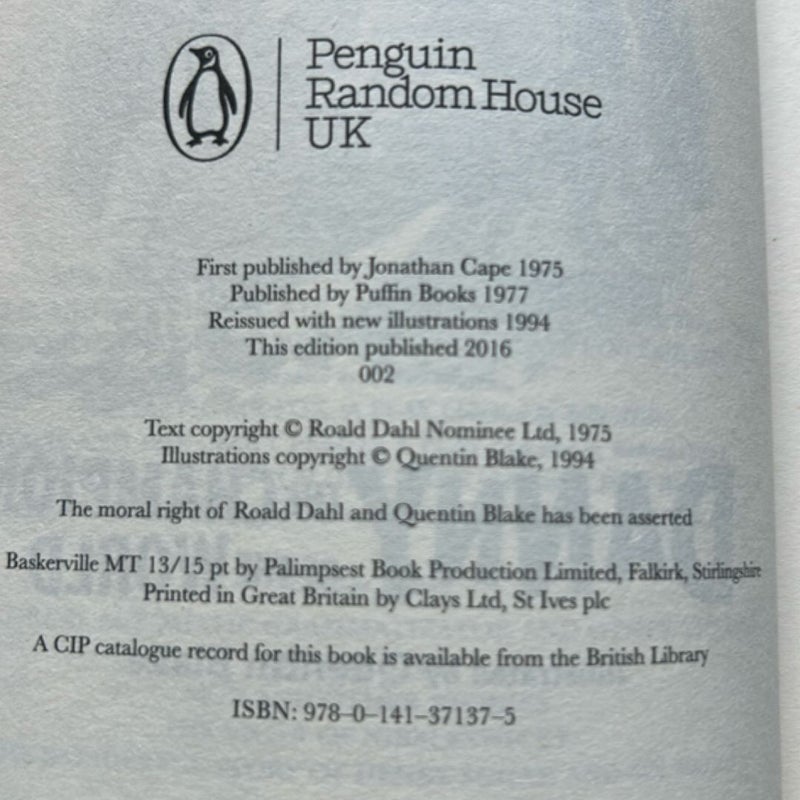 Penguin
Random House
UK
First published by Jonathan Cape 1975
Published by Puffin Books 1977
Reissued with new illustrations 1994
This edition published 2016
002
Text copyright © Roald Dahl Nominee Ltd, 1975
Illustrations copyright © Quentin Blake, 1994
The moral right of Roald Dahl and Quentin Blake has been asserted
Baskerville MT 13/15 pt by Palimpsest Book Production Limited, Falkirk, Stirlingshire
Printed in Great Britain by Clays Ltd, St Ives plc
A CIP catalogue record for this book is available from the British Library
ISBN: 978–0–141–37137–5